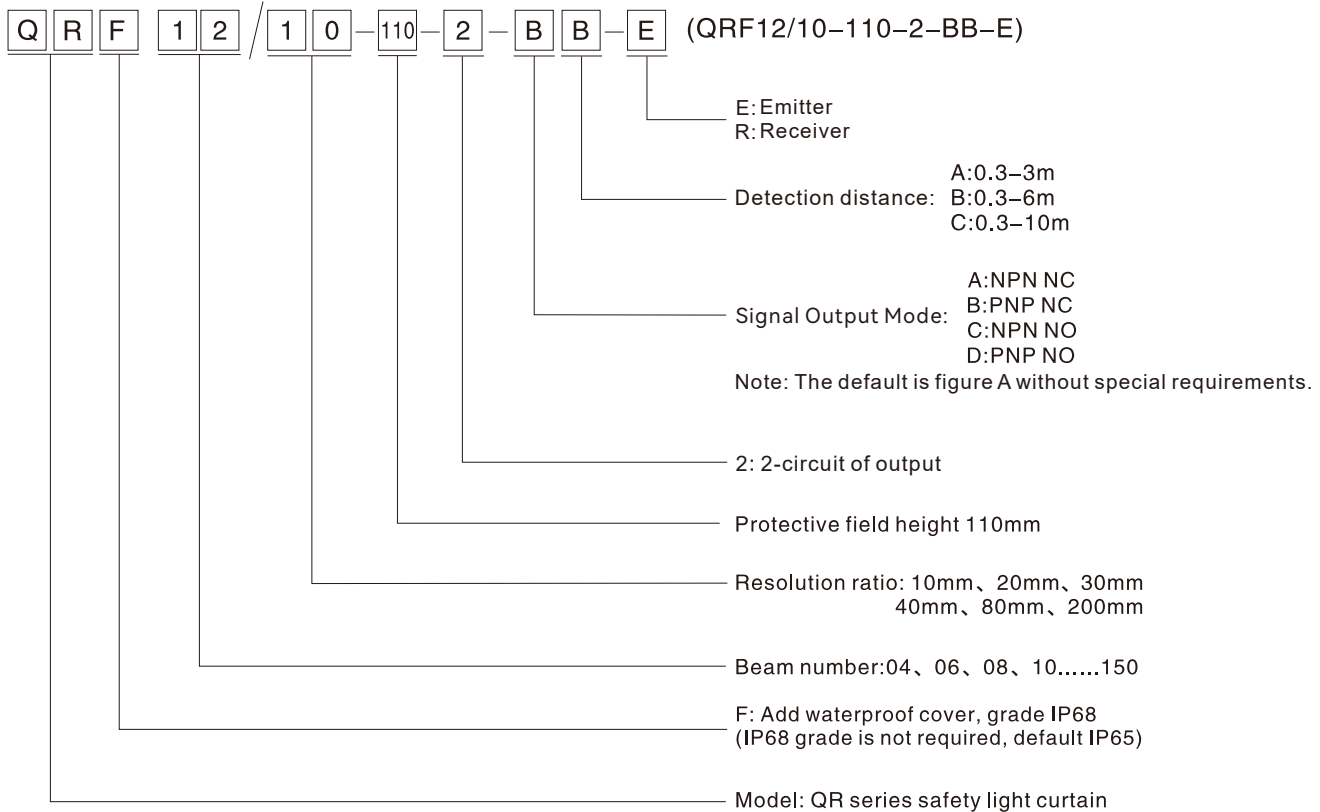 QRF 12/10-110-2-BB-E (QRF12/10-110-2-BB-E)
E: Emitter
R: Receiver
Detection distance: A:0.3-3m
B:0.3-6m
C:0.3-10m
Signal Output Mode: A:NPN NC
B:PNP NC
C:NPN NO
D:PNP NO
Note: The default is figure A without special requirements.
2: 2-circuit of output
Protective field height 110mm
Resolution ratio: 10mm、20mm、30mm
40mm、80mm、200mm
Beam number:04、06、08、10......150
F: Add waterproof cover, grade IP68
(IP68 grade is not required, default IP65)
Model: QR series safety light curtain